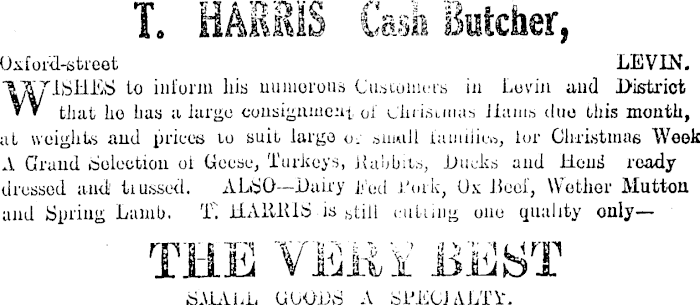 T. HARRIS Cash Butcher,
Oxford-street LEVIN.
WISHES to inform his numerous Customers in Levin and District
that he has a large consignment of Christmas Hams due this month,
at weights and prices to suit large or small families, for Christmas Week
A Grand Selection of Geese, Turkeys, Rabbits, Ducks and Hens ready
dressed and trussed. ALSO—Dairy Fed Pork, Ox Beef, Wether Mutton
and Spring Lamb. T. HARRIS is still cutting one quality only—
THE VERY BEST
SMALL GOODS A SPECIALTY.